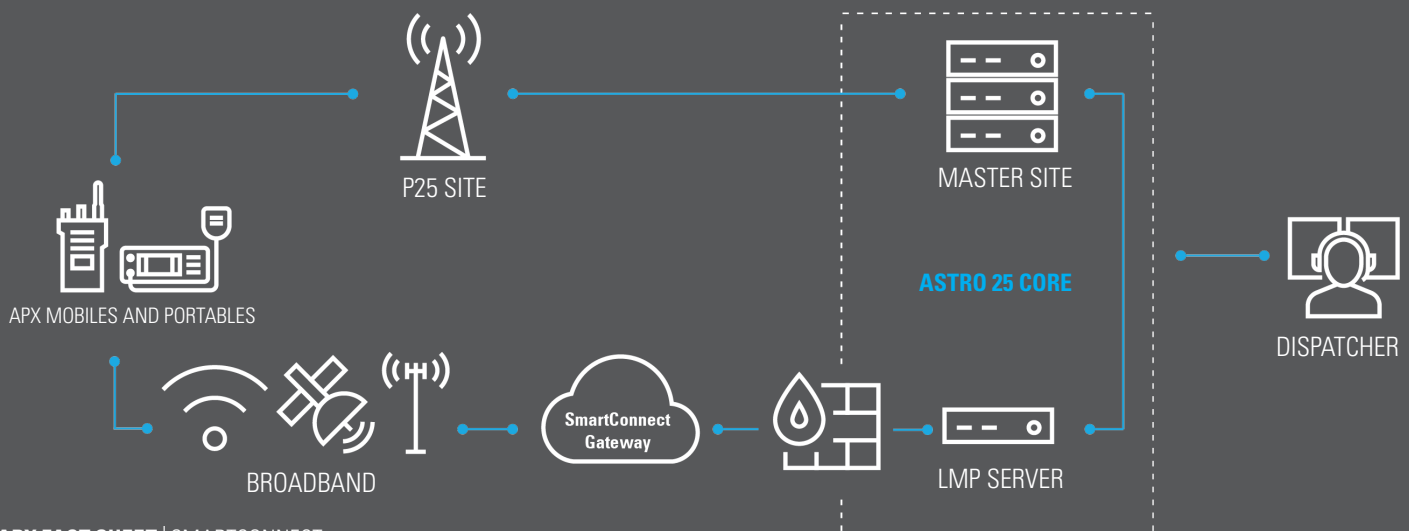 P25 SITE
MASTER SITE
ASTRO 25 CORE
APX MOBILES AND PORTABLES
DISPATCHER
SmartConnect
Gateway
BROADBAND
LMP SERVER